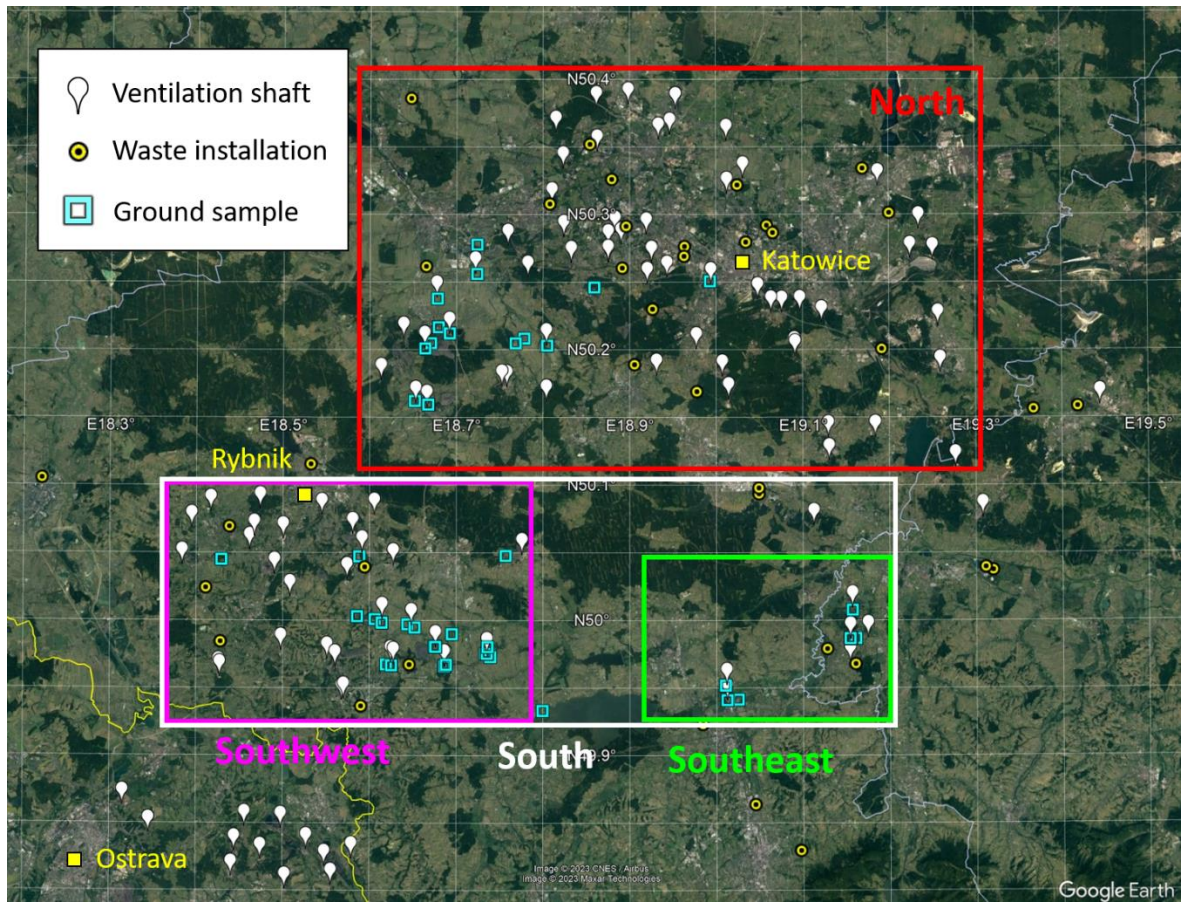 Ventilation shaft
Waste installation
Ground sample
N50.4°
North
N50.3°
Katowice
N50.2°
E18.3° E18.5° E18.7° E18.9° E19.1° E19.3° E19.5°
Rybnik
N50.1°
N50°
Southwest South Southeast
N49.9°
Ostrava
Image © 2023 CNES / Airbus
Image © 2023 Maxar Technologies
Google Earth